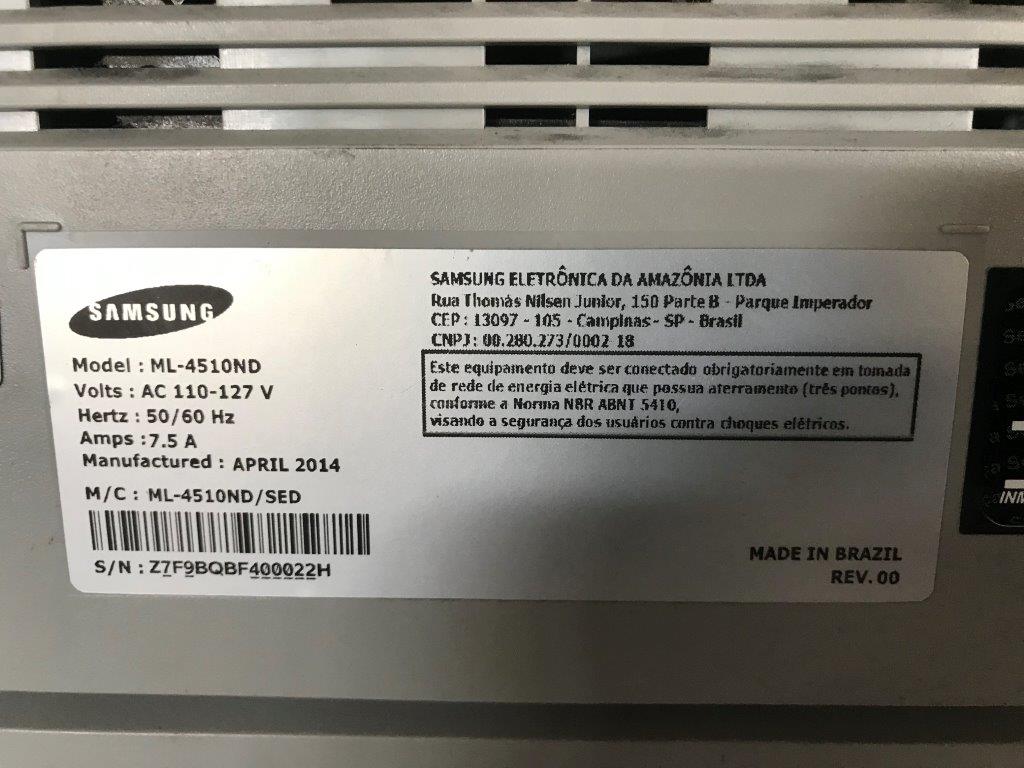 SAMSUNG
Model : ML-4510ND
Volts : AC 110-127 V
Hertz : 50/60 Hz
Amps : 7.5 A
Manufactured : APRIL 2014
M/C : ML-4510ND/SED
S/N : Z7F9BQBF400022H
SAMSUNG ELETRÔNICA DA AMAZÔNIA LTDA
Rua Thomas Nilsen Junior, 150 Parte B - Parque Imperador
CEP : 13097 - 105 - Campinas - SP - Brasil
CNPJ : 00.280.273/0002-18
Este equipamento deve ser conectado obrigatoriamente em tomada
de rede de energia elétrica que possua aterramento (três pontos),
conforme a Norma NBR ABNT 5410,
visando a segurança dos usuários contra choques elétricos.
MADE IN BRAZIL
REV. 00